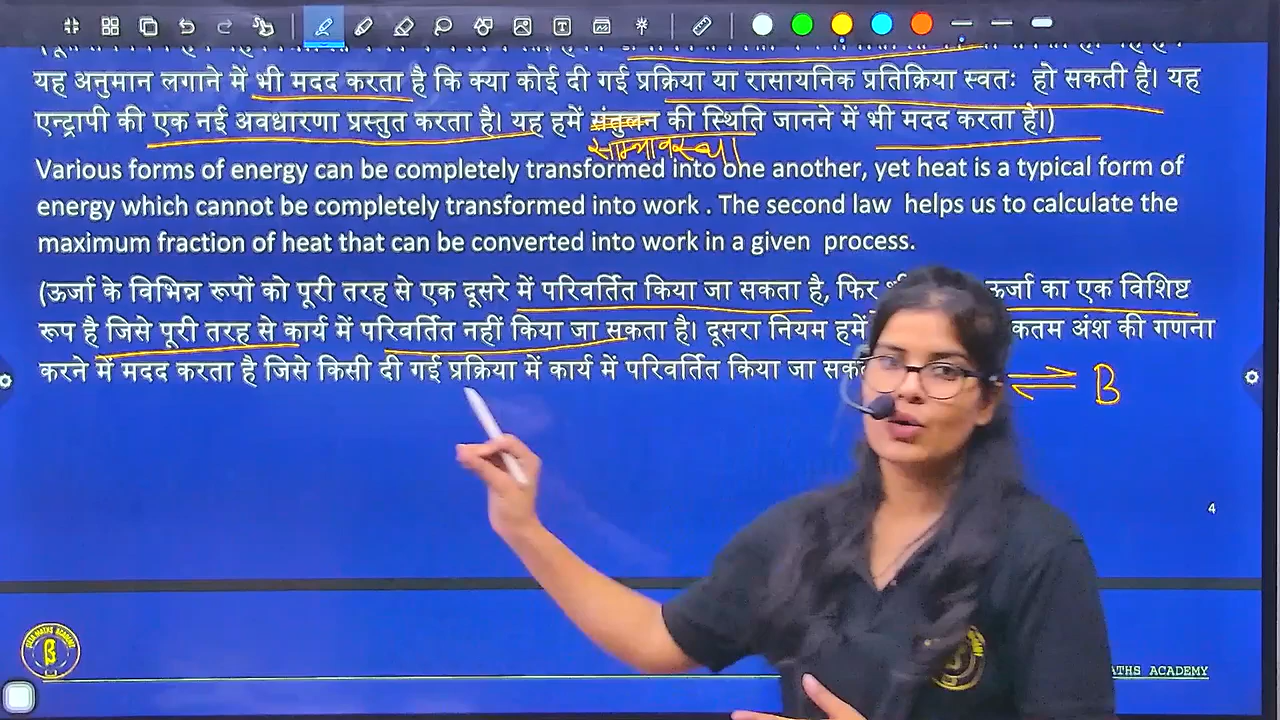 यह अनुमान लगाने में भी मदद करता है कि क्या कोई दी गई प्रक्रिया या रासायनिक प्रतिक्रिया स्वतः हो सकती है। यह
एन्ट्रापी की एक नई अवधारणा प्रस्तुत करता है। यह हमें संतुलन की स्थिति जानने में भी मदद करता है।)
साम्यावस्था
Various forms of energy can be completely transformed into one another, yet heat is a typical form of
energy which cannot be completely transformed into work . The second law helps us to calculate the
maximum fraction of heat that can be converted into work in a given process.
(ऊर्जा के विभिन्न रूपों को पूरी तरह से एक दूसरे में परिवर्तित किया जा सकता है, फिर ऊर्जा का एक विशिष्ट
रूप है जिसे पूरी तरह से कार्य में परिवर्तित नहीं किया जा सकता है। दूसरा नियम हमें अंश की गणना
करने में मदद करता है जिसे किसी दी गई प्रक्रिया में कार्य में परिवर्तित किया जा
⇌ B
4
ACADEMY